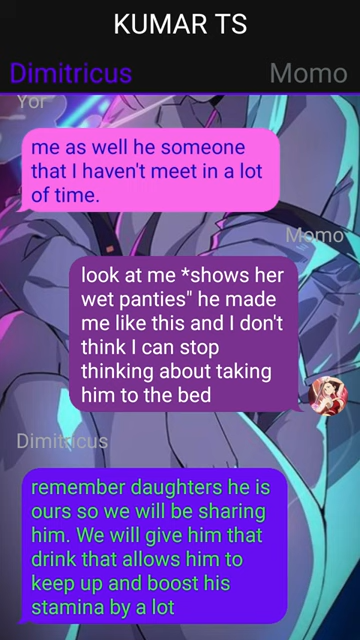 KUMAR TS
Dimitricus Momo
Yor
me as well he someone
that I haven't meet in a lot
of time.
Momo
look at me *shows her
wet panties" he made
me like this and I don't
think I can stop
thinking about taking
him to the bed
Dimitricus
remember daughters he is
ours so we will be sharing
him. We will give him that
drink that allows him to
keep up and boost his
stamina by a lot